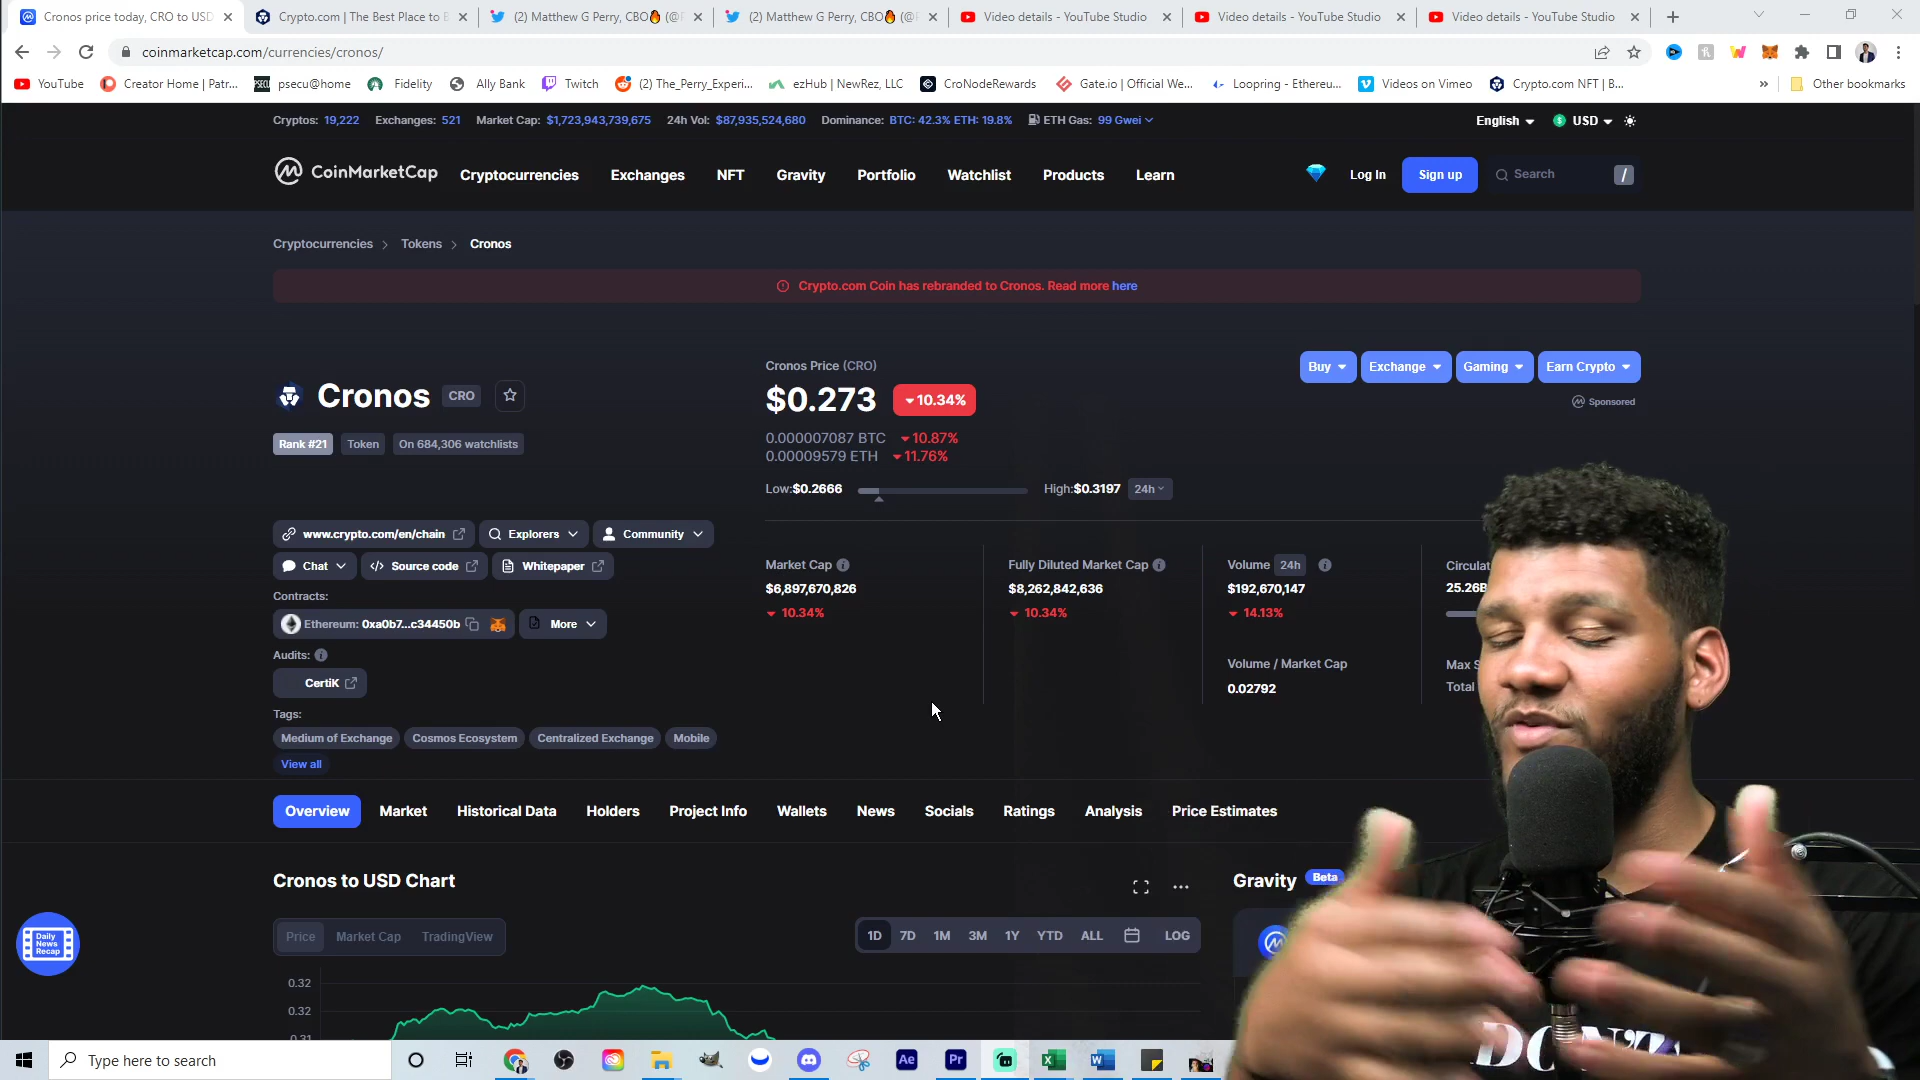 Cronos price today, CRO to USD
Crypto.com | The Best Place to B
(2) Matthew G Perry, CBO🔥 (@F
(2) Matthew G Perry, CBO🔥 (@F
Video details - YouTube Studio
Video details - YouTube Studio
Video details - YouTube Studio
coinmarketcap.com/currencies/cronos/
YouTube
Creator Home | Patr...
psecu@home
Fidelity
Ally Bank
Twitch
(2) The_Perry_Experi...
ezHub | NewRez, LLC
CroNodeRewards
Gate.io | Official We...
Loopring - Ethereu...
Videos on Vimeo
Crypto.com NFT | B...
»
Other bookmarks
Cryptos: 19,222 Exchanges: 521 Market Cap: $1,723,943,739,675 24h Vol: $87,935,524,680 Dominance: BTC: 42.3% ETH: 19.8% ETH Gas: 99 Gwei
English
USD
CoinMarketCap
Cryptocurrencies
Exchanges
NFT
Gravity
Portfolio
Watchlist
Products
Learn
Log In
Sign up
Search
/
Cryptocurrencies > Tokens > Cronos
Crypto.com Coin has rebranded to Cronos. Read more here
Cronos CRO
Rank #21
Token
On 684,306 watchlists
Cronos Price (CRO)
$0.273 10.34%
0.000007087 BTC 10.87%
0.00009579 ETH 11.76%
Low:$0.2666
High:$0.3197 24h
Buy
Exchange
Gaming
Earn Crypto
Sponsored
www.crypto.com/en/chain
Explorers
Community
Chat
</> Source code
Whitepaper
Contracts:
Ethereum: 0xa0b7...c34450b
More
Audits:
CertiK
Tags:
Medium of Exchange
Cosmos Ecosystem
Centralized Exchange
Mobile
View all
Market Cap
$6,897,670,826
10.34%
Fully Diluted Market Cap
$8,262,842,636
10.34%
Volume 24h
$192,670,147
14.13%
Volume / Market Cap
0.02792
Circulat
25.26B
Max S
Total
Overview
Market
Historical Data
Holders
Project Info
Wallets
News
Socials
Ratings
Analysis
Price Estimates
Cronos to USD Chart
Price
Market Cap
TradingView
1D
7D
1M
3M
1Y
YTD
ALL
LOG
0.32
0.32
0.31
Gravity Beta
Daily
News
Recap
DON'T
Type here to search
Ae
Pr